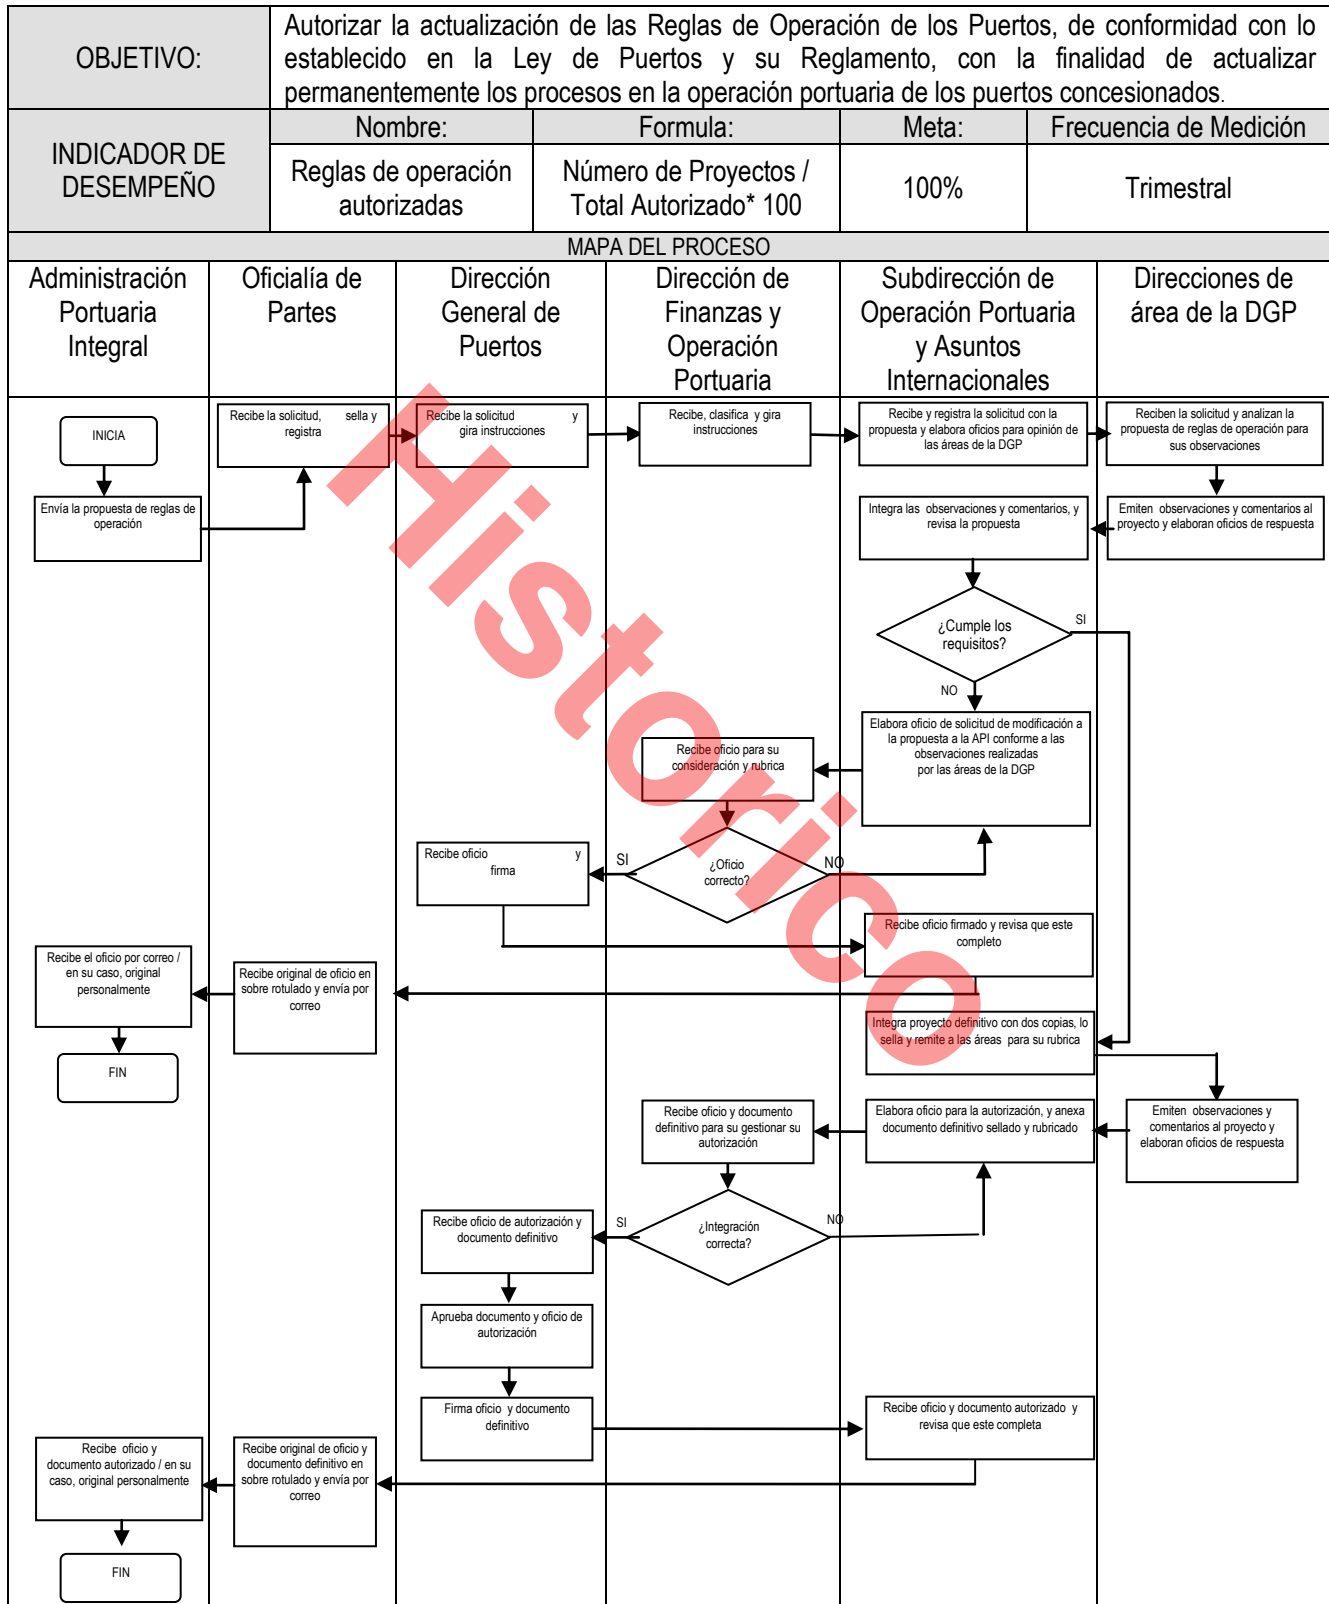 OBJETIVO:
Autorizar la actualización de las Reglas de Operación de los Puertos, de conformidad con lo
establecido en la Ley de Puertos y su Reglamento, con la finalidad de actualizar
permanentemente los procesos en la operación portuaria de los puertos concesionados.
INDICADOR DE
DESEMPEÑO
Nombre:
Formula:
Meta:
Frecuencia de Medición
Reglas de operación
autorizadas
Número de Proyectos /
Total Autorizado* 100
100%
Trimestral
MAPA DEL PROCESO
Administración
Portuaria
Integral
Oficialía de
Partes
Dirección
General de
Puertos
Dirección de
Finanzas y
Operación
Portuaria
Subdirección de
Operación Portuaria
y Asuntos
Internacionales
Direcciones de
área de la DGP
INICIA
Recibe la solicitud, sella y
registra
Recibe la solicitud y
gira instrucciones
Recibe, clasifica y gira
instrucciones
Recibe y registra la solicitud con la
propuesta y elabora oficios para opinión de
las áreas de la DGP
Reciben la solicitud y analizan la
propuesta de reglas de operación para
sus observaciones
Envía la propuesta de reglas de
operación
Integra las observaciones y comentarios, y
revisa la propuesta
Emiten observaciones y comentarios al
proyecto y elaboran oficios de respuesta
¿Cumple los
requisitos?
SI
NO
Elabora oficio de solicitud de modificación a
la propuesta a la API conforme a las
observaciones realizadas
por las áreas de la DGP
Recibe oficio para su
consideración y rubrica
¿Oficio
correcto?
SI
NO
Recibe oficio y
firma
Recibe oficio firmado y revisa que este
completo
Recibe el oficio por correo /
en su caso, original
personalmente
Recibe original de oficio en
sobre rotulado y envía por
correo
FIN
Integra proyecto definitivo con dos copias, lo
sella y remite a las áreas para su rubrica
Recibe oficio y documento
definitivo para su gestionar su
autorización
Elabora oficio para la autorización, y anexa
documento definitivo sellado y rubricado
Emiten observaciones y
comentarios al proyecto y
elaboran oficios de respuesta
¿Integración
correcta?
SI
NO
Recibe oficio de autorización y
documento definitivo
Aprueba documento y oficio de
autorización
Firma oficio y documento
definitivo
Recibe oficio y documento autorizado y
revisa que este completa
Recibe oficio y
documento autorizado / en su
caso, original personalmente
Recibe original de oficio y
documento definitivo en
sobre rotulado y envía por
correo
FIN
Historico